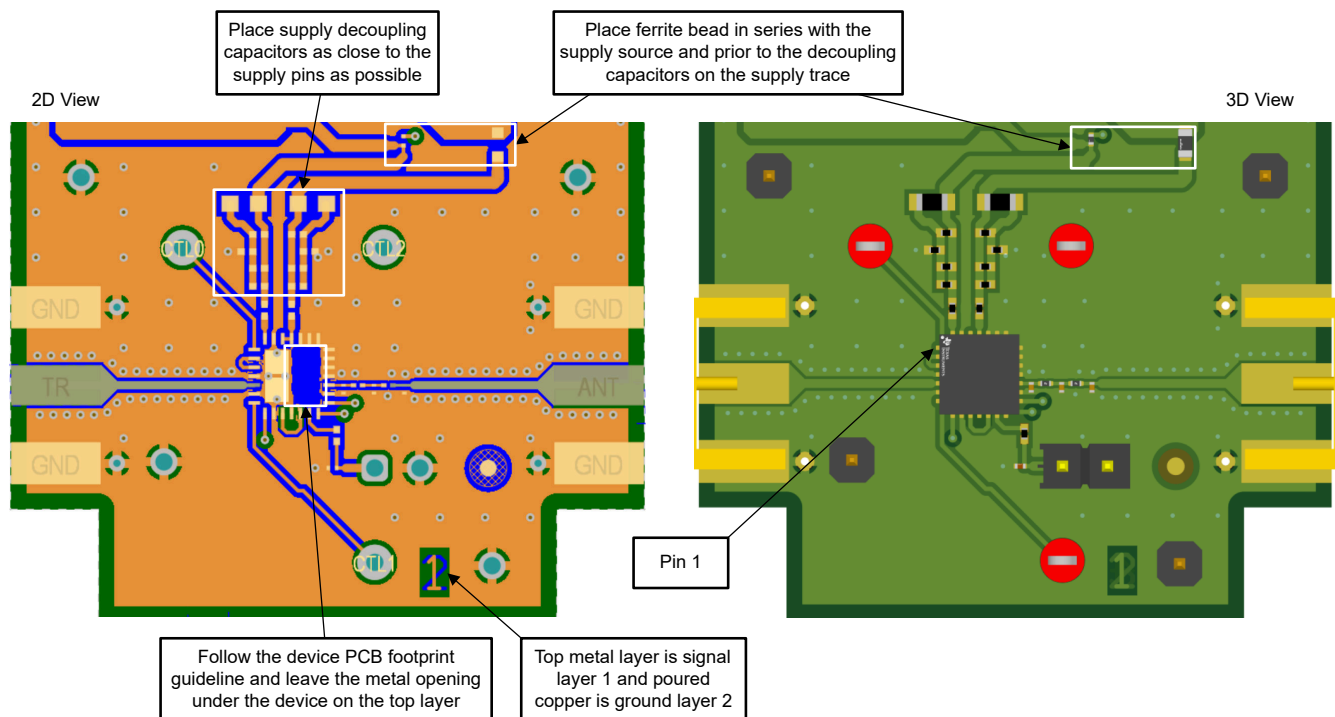 Place supply decoupling
capacitors as close to the
supply pins as possible
Place ferrite bead in series with the
supply source and prior to the decoupling
capacitors on the supply trace
2D View
3D View
CTL0
CTL2
GND
GND
TR
ANT
GND
GND
CTL1
1
2
Pin 1
12
Follow the device PCB footprint
guideline and leave the metal opening
under the device on the top layer
Top metal layer is signal
layer 1 and poured
copper is ground layer 2